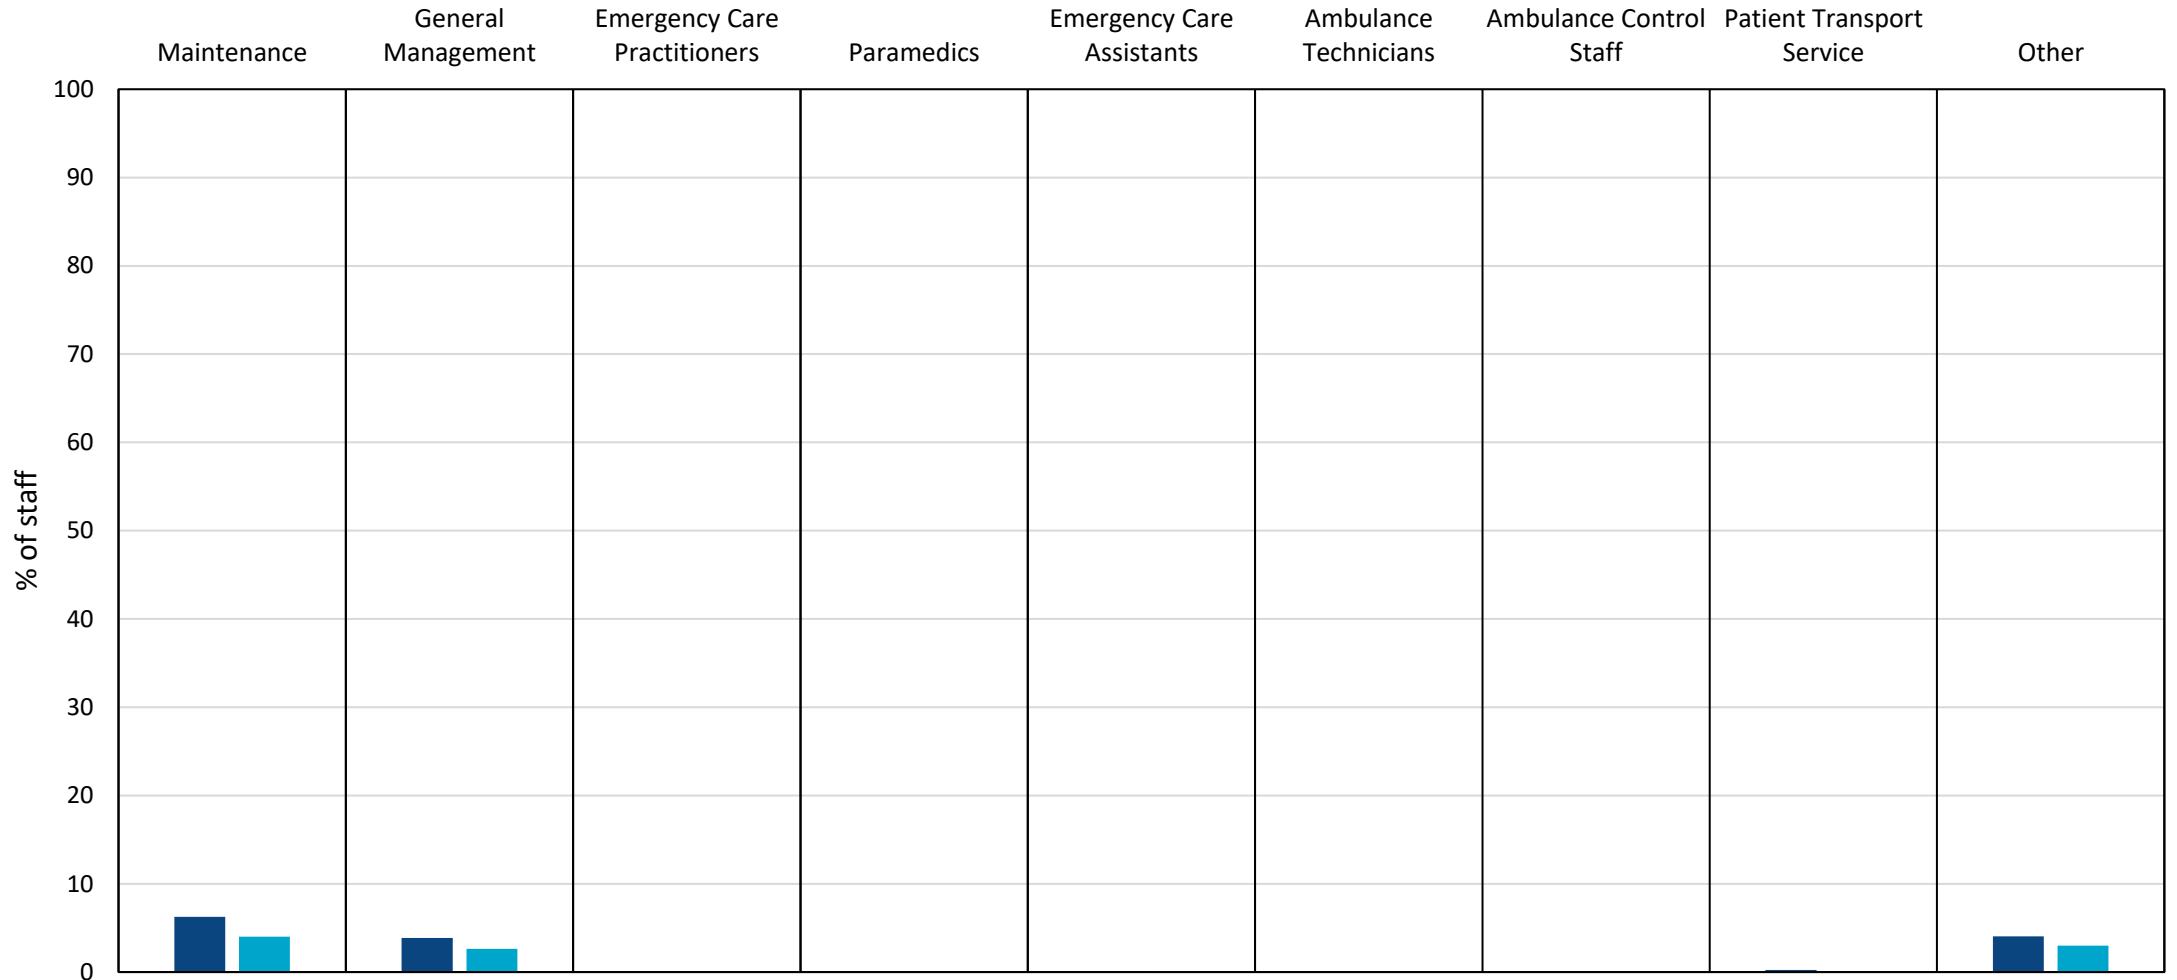 Maintenance
General
Management
Emergency Care
Practitioners
Paramedics
Emergency Care
Assistants
Ambulance
Technicians
Ambulance Control
Staff
Patient Transport
Service
Other
100
90
80
70
60
50
40
30
20
10
0
% of staff